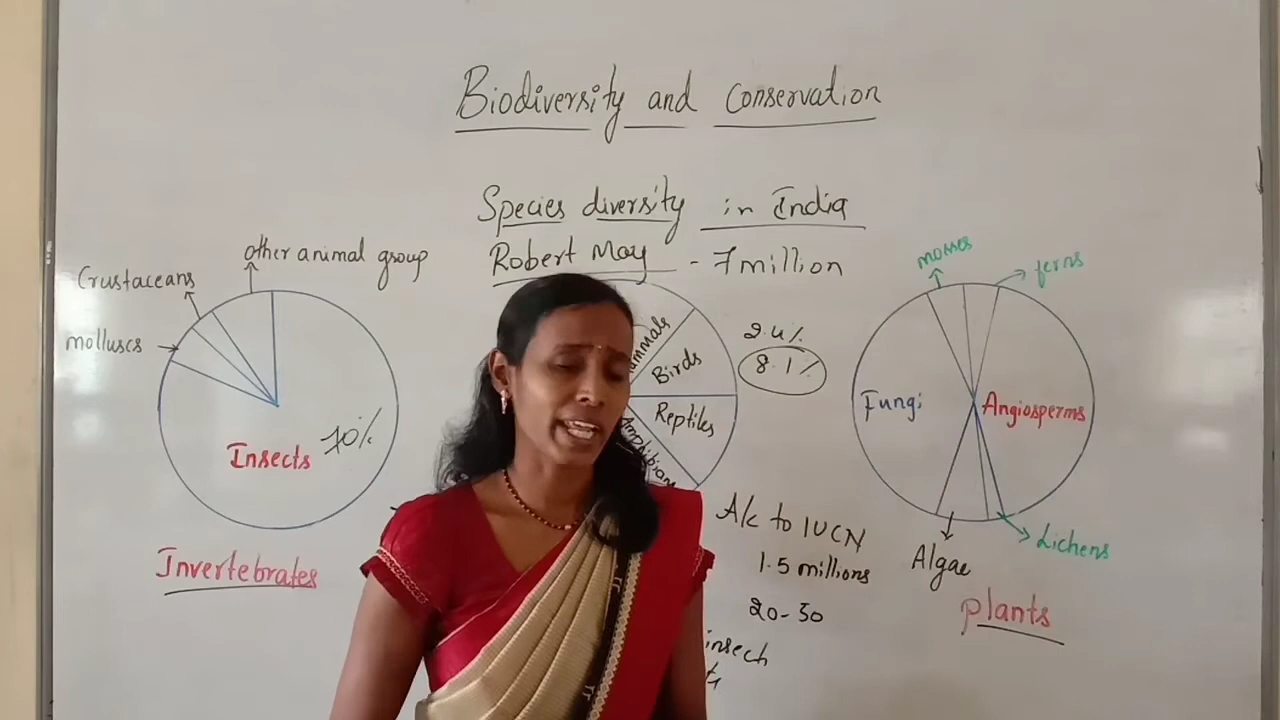 Biodiversity and Conservation
Species diversity in India
Robert May - 7 million
other animal group
Crustaceans
molluscs
Insects 70%
Invertebrates
Birds
Reptiles
2.4%
8.1%
A/c to IUCN
1.5 millions
20-50
mosses
ferns
Fungi
Angiosperms
Algae
Lichens
plants